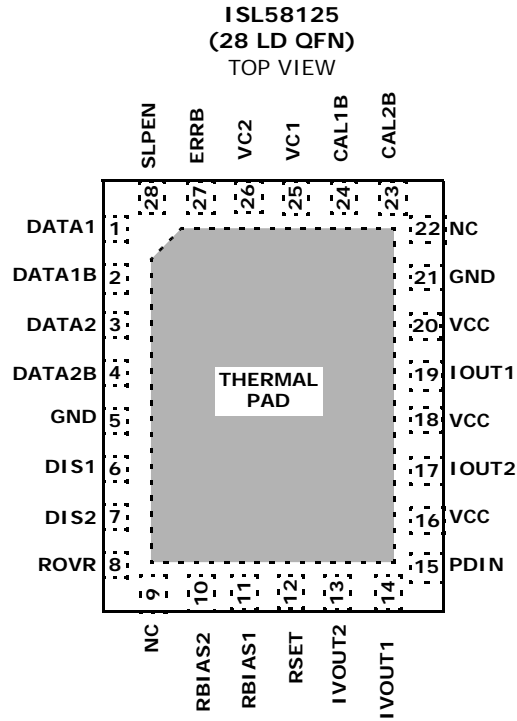 ISL58125
(28 LD QFN)
TOP VIEW
SLPEN
ERRB
VC2
VC1
CAL1B
CAL2B
28
27
26
25
24
23
DATA1 1
DATA1B 2
DATA2 3
DATA2B 4
GND 5
DIS1 6
DIS2 7
ROVR 8
THERMAL
PAD
22 NC
21 GND
20 VCC
19 IOUT1
18 VCC
17 IOUT2
16 VCC
15 PDIN
9
10
11
12
13
14
NC
RBIAS2
RBIAS1
RSET
IVOUT2
IVOUT1